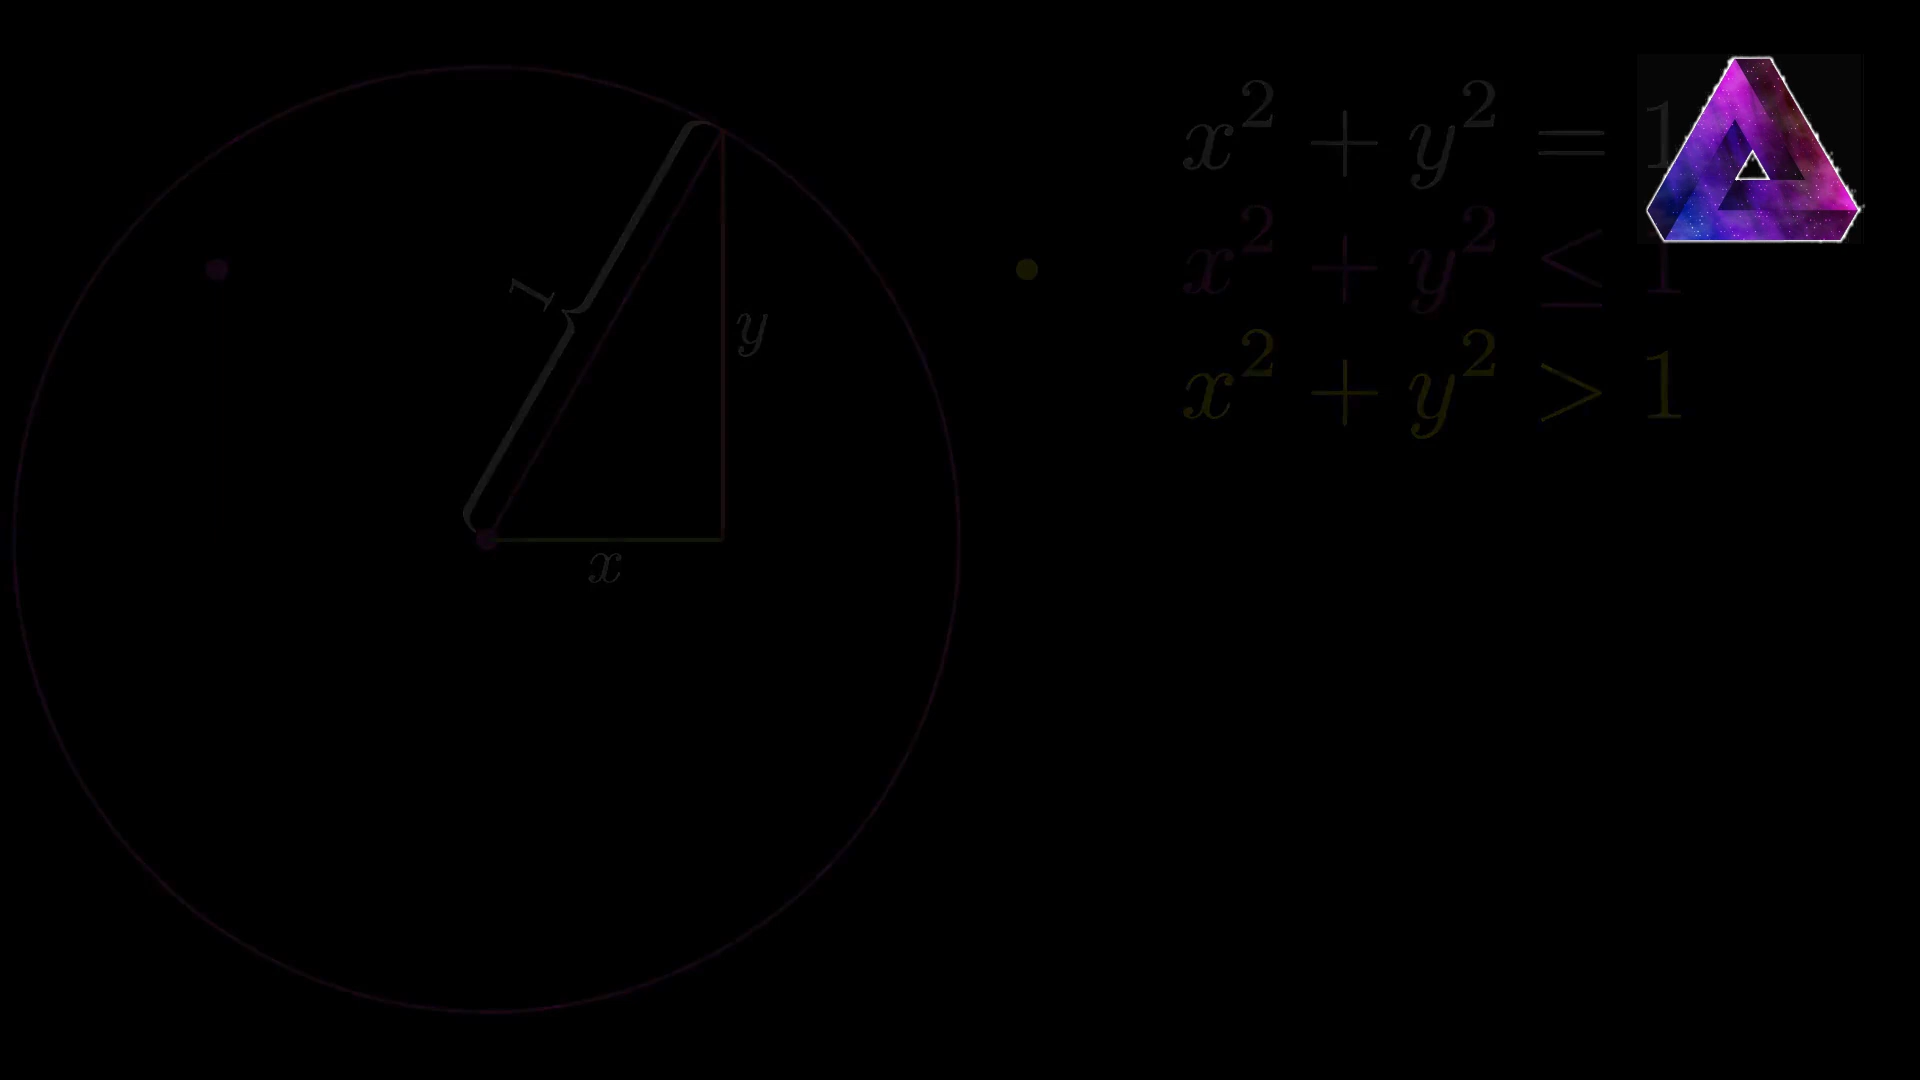 x² + y² = 1
x² + y² ≤ 1
x² + y² > 1
1
y
x